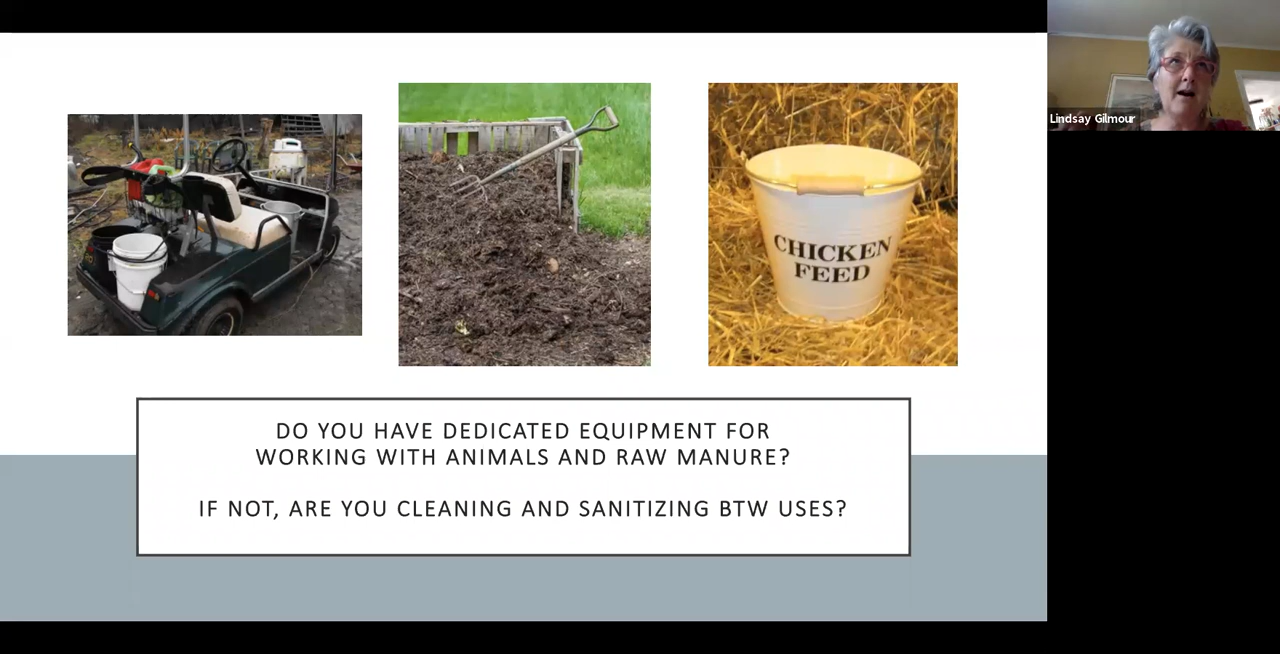 Lindsay Gilmour
CHICKEN
FEED
DO YOU HAVE DEDICATED EQUIPMENT FOR
WORKING WITH ANIMALS AND RAW MANURE?
IF NOT, ARE YOU CLEANING AND SANITIZING BTW USES?